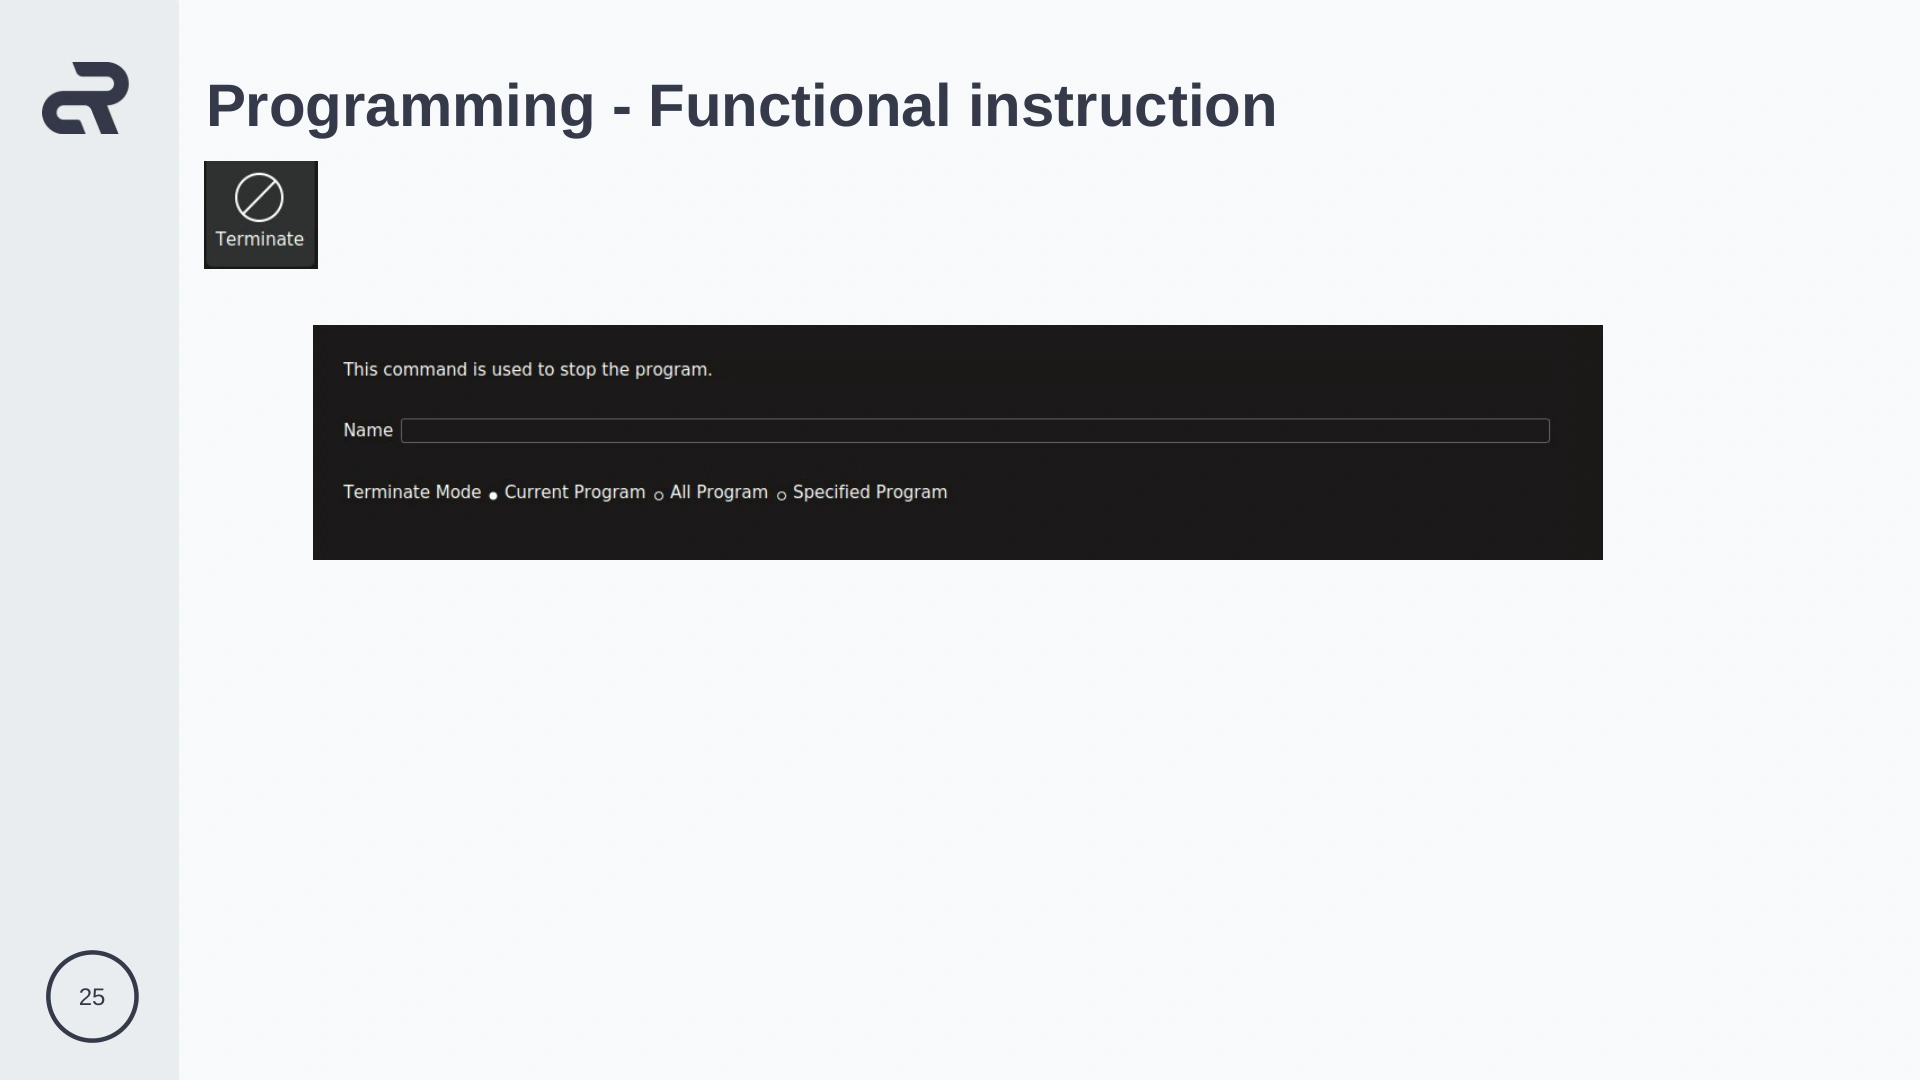 Programming - Functional instruction
Terminate
This command is used to stop the program.
Name
Terminate Mode Current Program All Program Specified Program
25